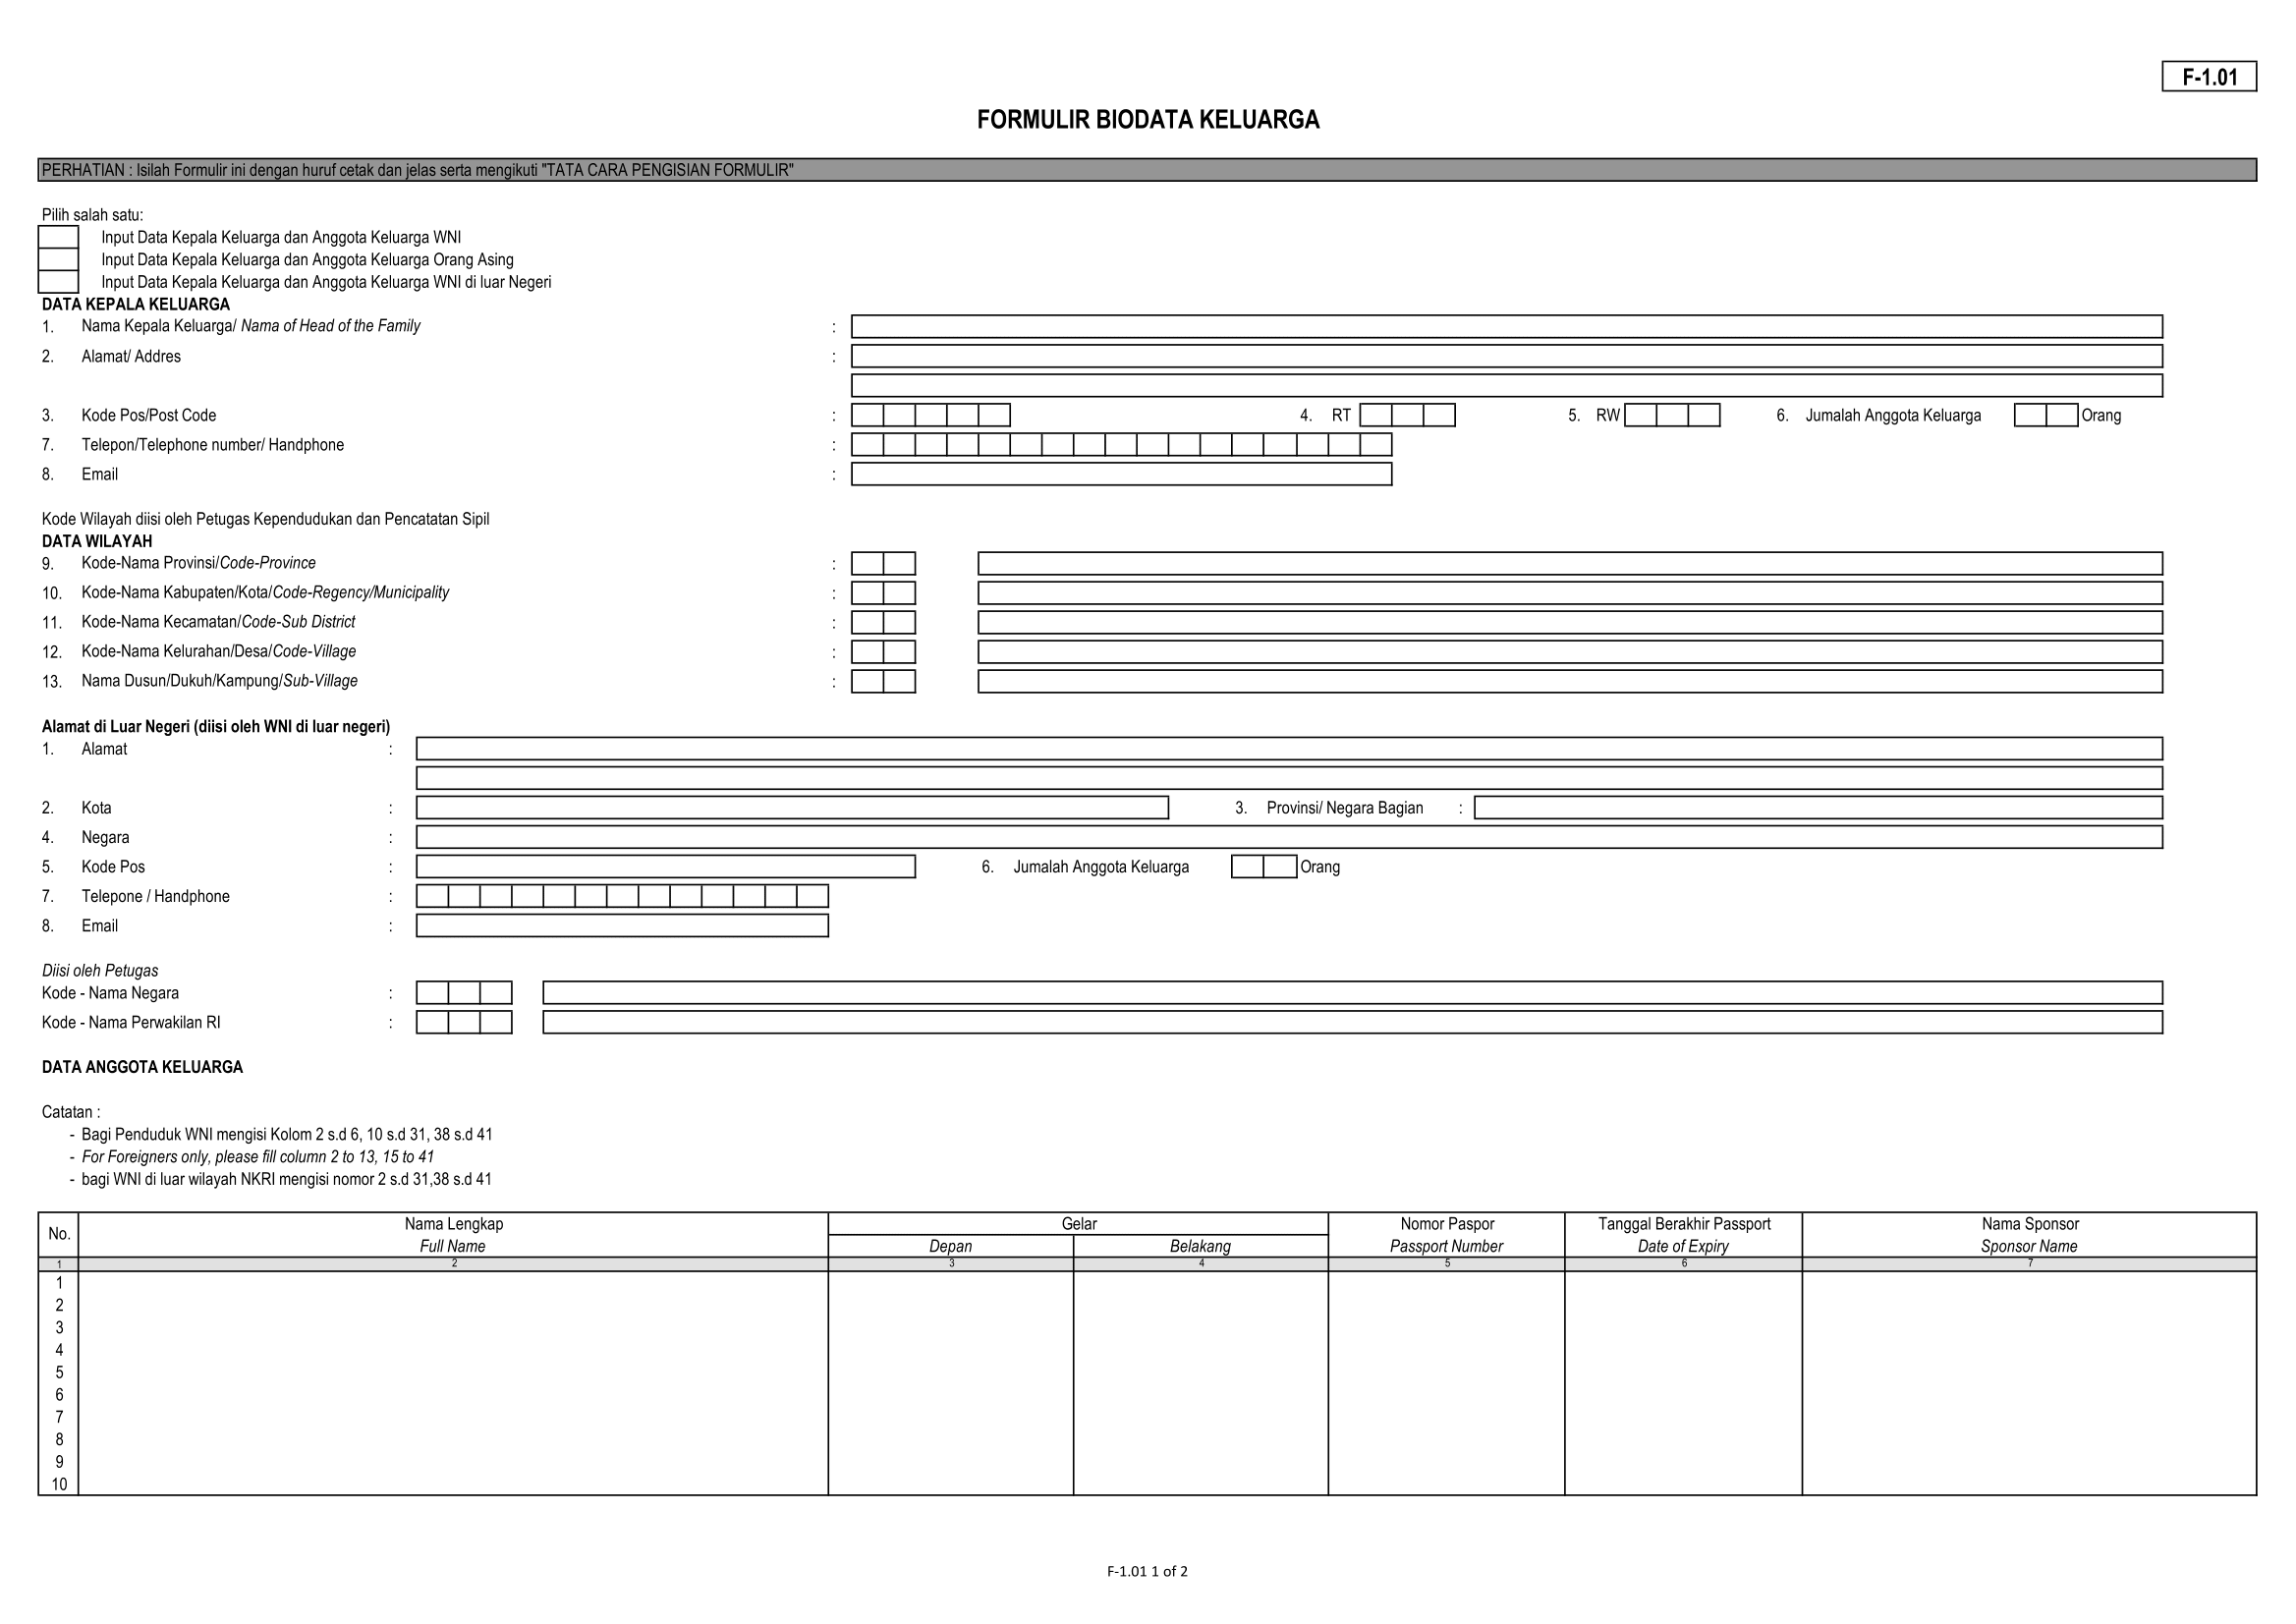 F-1.01
FORMULIR BIODATA KELUARGA
PERHATIAN : Isilah Formulir ini dengan huruf cetak dan jelas serta mengikuti "TATA CARA PENGISIAN FORMULIR"
Pilih salah satu:
Input Data Kepala Keluarga dan Anggota Keluarga WNI
Input Data Kepala Keluarga dan Anggota Keluarga Orang Asing
Input Data Kepala Keluarga dan Anggota Keluarga WNI di luar Negeri
DATA KEPALA KELUARGA
1. Nama Kepala Keluarga/ Nama of Head of the Family :
2. Alamat/ Addres :
3. Kode Pos/Post Code : 4. RT 5. RW 6. Jumalah Anggota Keluarga Orang
7. Telepon/Telephone number/ Handphone :
8. Email :
Kode Wilayah diisi oleh Petugas Kependudukan dan Pencatatan Sipil
DATA WILAYAH
9. Kode-Nama Provinsi/Code-Province :
10. Kode-Nama Kabupaten/Kota/Code-Regency/Municipality :
11. Kode-Nama Kecamatan/Code-Sub District :
12. Kode-Nama Kelurahan/Desa/Code-Village :
13. Nama Dusun/Dukuh/Kampung/Sub-Village :
Alamat di Luar Negeri (diisi oleh WNI di luar negeri)
1. Alamat :
2. Kota : 3. Provinsi/ Negara Bagian :
4. Negara :
5. Kode Pos : 6. Jumalah Anggota Keluarga Orang
7. Telepone / Handphone :
8. Email :
Diisi oleh Petugas
Kode - Nama Negara :
Kode - Nama Perwakilan RI :
DATA ANGGOTA KELUARGA
Catatan :
- Bagi Penduduk WNI mengisi Kolom 2 s.d 6, 10 s.d 31, 38 s.d 41
- For Foreigners only, please fill column 2 to 13, 15 to 41
- bagi WNI di luar wilayah NKRI mengisi nomor 2 s.d 31,38 s.d 41
No. Nama Lengkap Gelar Nomor Paspor Tanggal Berakhir Passport Nama Sponsor
Full Name Depan Belakang Passport Number Date of Expiry Sponsor Name
1 2 3 4 5 6 7
1
2
3
4
5
6
7
8
9
10
F-1.01 1 of 2